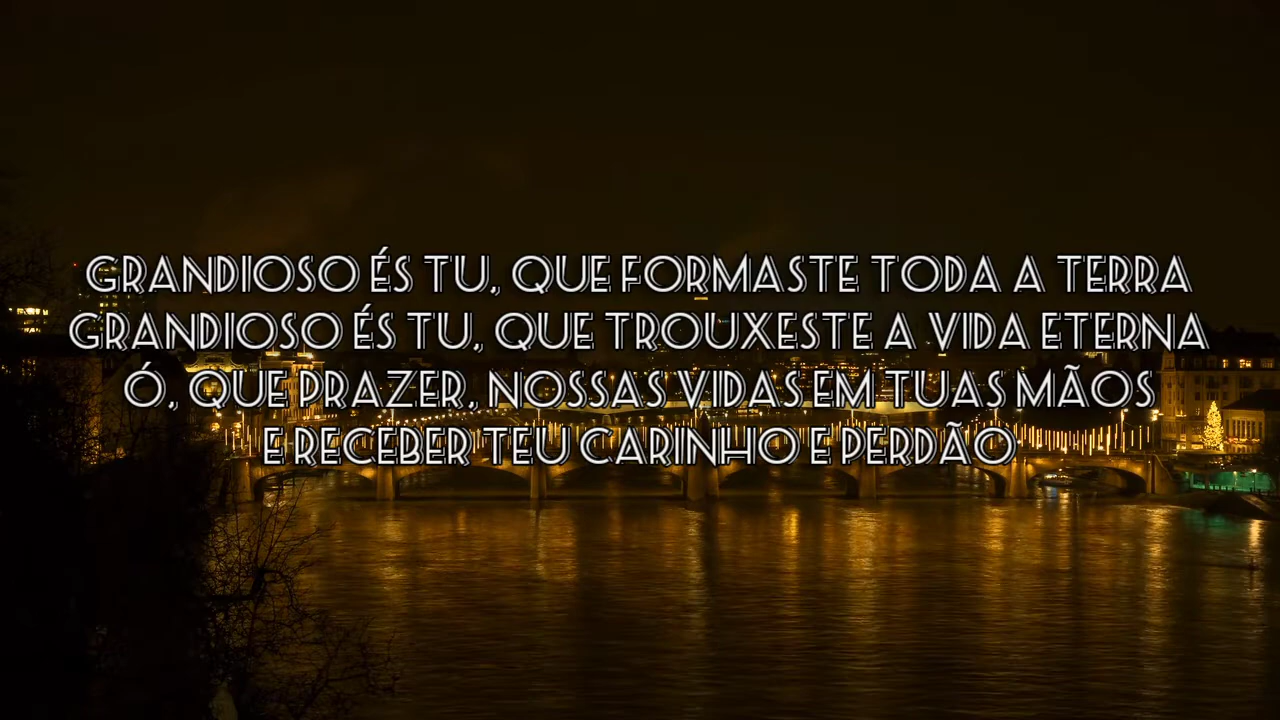 GRANDIOSO ÉS TU, QUE FORMASTE TODA A TERRA
GRANDIOSO ÉS TU, QUE TROUXESTE A VIDA ETERNA
Ó, QUE PRAZER, NOSSAS VIDAS EM TUAS MÃOS
E RECEBER TEU CARINHO E PERDÃO